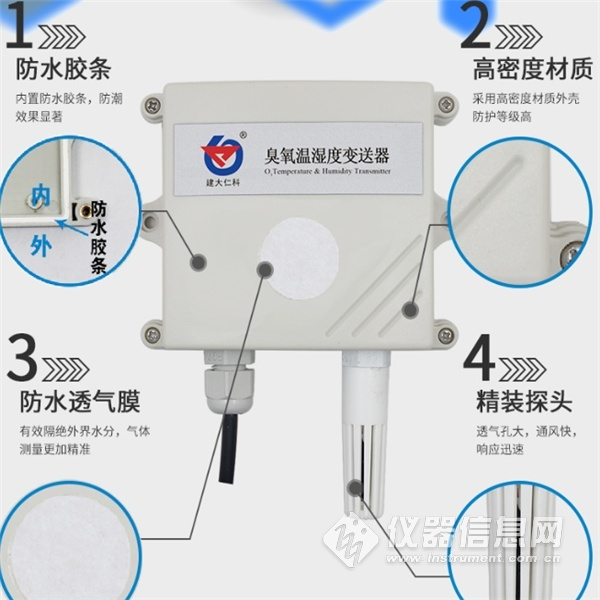 1
防水胶条
内置防水胶条，防潮
效果显著
2
高密度材质
采用高密度材质外壳
防护等级高
建大仁科
臭氧温湿度变送器
O₃Temperature & Humidity Transmitter
内
外
防水胶条
3
防水透气膜
有效隔绝外界水分，气体
测量更加精准
4
精装探头
透气孔大，通风快，
响应迅速
仪器信息网
www.instrument.com.cn